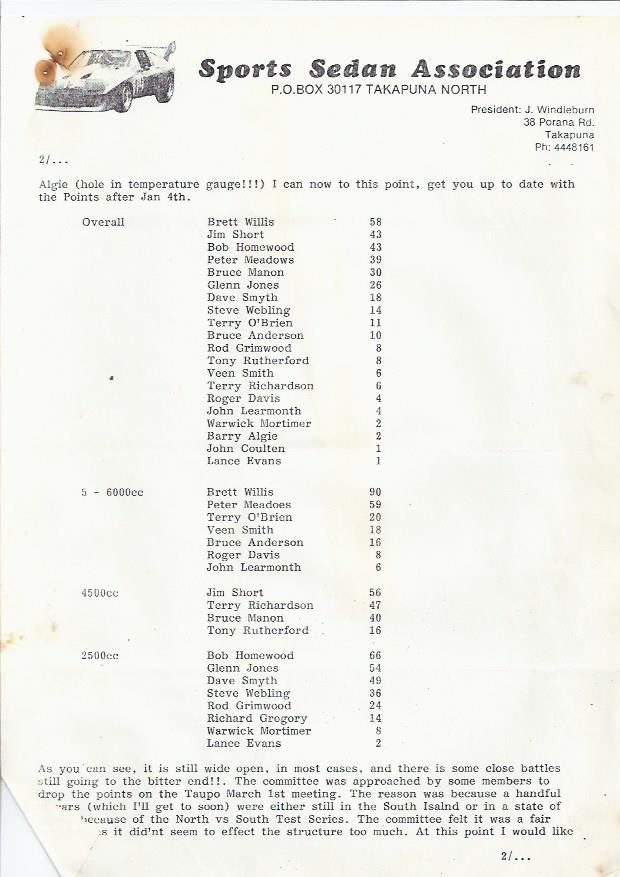 Sports Sedan Association
P.O.BOX 30117 TAKAPUNA NORTH
President: J. Windleburn
38 Porana Rd.
Takapuna
Ph: 4448161
2/...
Algie (hole in temperature gauge!!!) I can now to this point, get you up to date with
the Points after Jan 4th.
Overall Brett Willis 58
Jim Short 43
Bob Homewood 43
Peter Meadows 39
Bruce Manon 30
Glenn Jones 26
Dave Smyth 18
Steve Webling 14
Terry O'Brien 11
Bruce Anderson 10
Rod Grimwood 8
Tony Rutherford 8
Veen Smith 6
Terry Richardson 6
Roger Davis 4
John Learmonth 4
Warwick Mortimer 2
Barry Algie 2
John Coulten 1
Lance Evans 1
5 - 6000cc Brett Willis 90
Peter Meadoes 59
Terry O'Brien 20
Veen Smith 18
Bruce Anderson 16
Roger Davis 8
John Learmonth 6
4500cc Jim Short 56
Terry Richardson 47
Bruce Manon 40
Tony Rutherford 16
2500cc Bob Homewood 66
Glenn Jones 54
Dave Smyth 49
Steve Webling 36
Rod Grimwood 24
Richard Gregory 14
Warwick Mortimer 8
Lance Evans 2
As you can see, it is still wide open, in most cases, and there is some close battles
still going to the bitter end!!. The committee was approached by some members to
drop the points on the Taupo March 1st meeting. The reason was because a handful
ars (which I'll get to soon) were either still in the South Isalnd or in a state of
because of the North vs South Test Series. The committee felt it was a fair
s it did'nt seem to effect the structure too much. At this point I would like
2/...